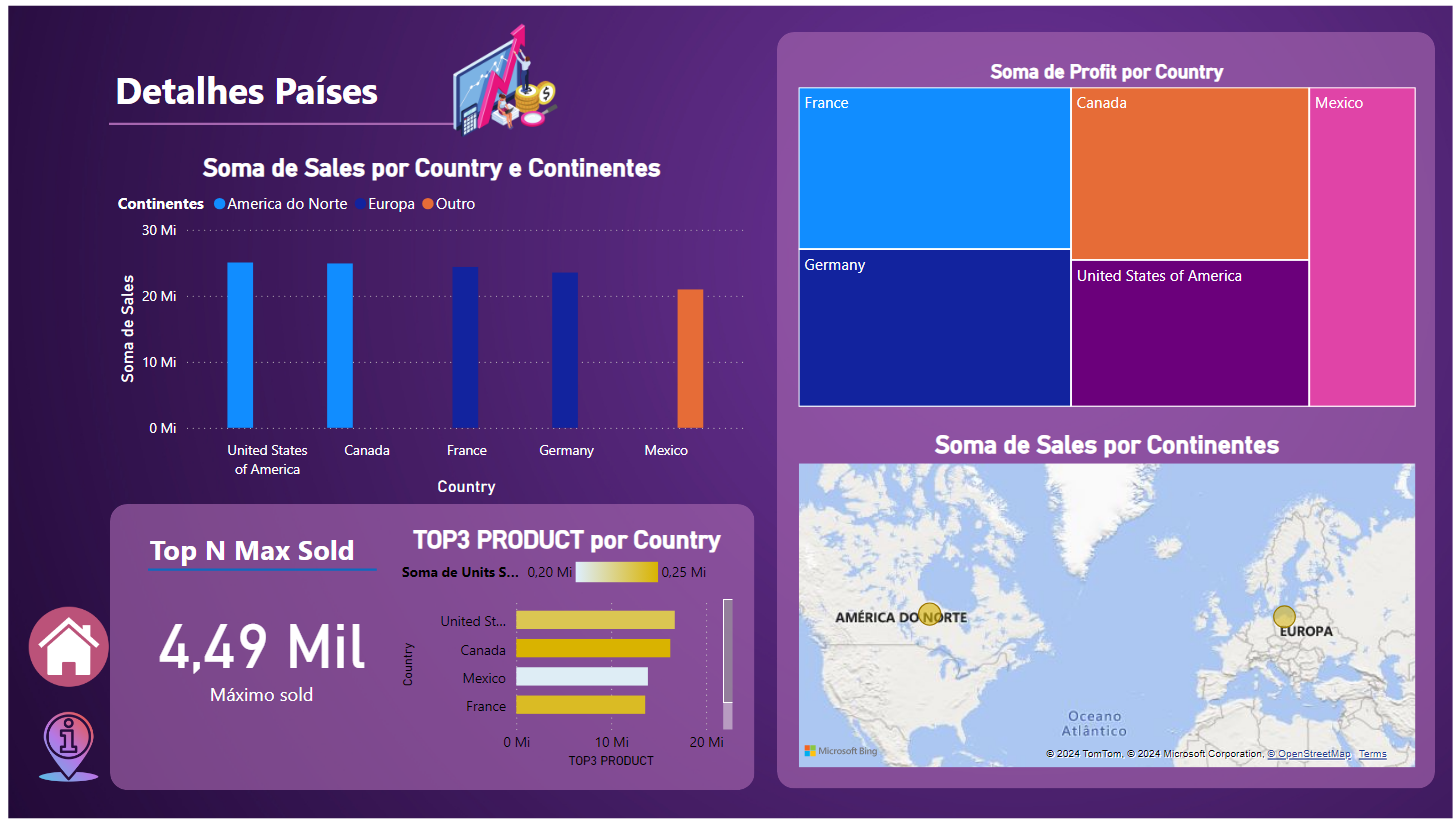 Detalhes Países
Soma de Sales por Country e Continentes
Continentes America do Norte Europa Outro
Soma de Sales
30 Mi
20 Mi
10 Mi
0 Mi
United States
of America
Canada
France
Germany
Mexico
Country
Top N Max Sold
4,49 Mil
Máximo sold
TOP3 PRODUCT por Country
Soma de Units S... 0,20 Mi 0,25 Mi
Country
United St...
Canada
Mexico
France
0 Mi 10 Mi 20 Mi
TOP3 PRODUCT
Soma de Profit por Country
France
Canada
Mexico
Germany
United States of America
Soma de Sales por Continentes
AMÉRICA DO NORTE
EUROPA
Oceano
Atlântico
Microsoft Bing
© 2024 TomTom, © 2024 Microsoft Corporation, © OpenStreetMap Terms